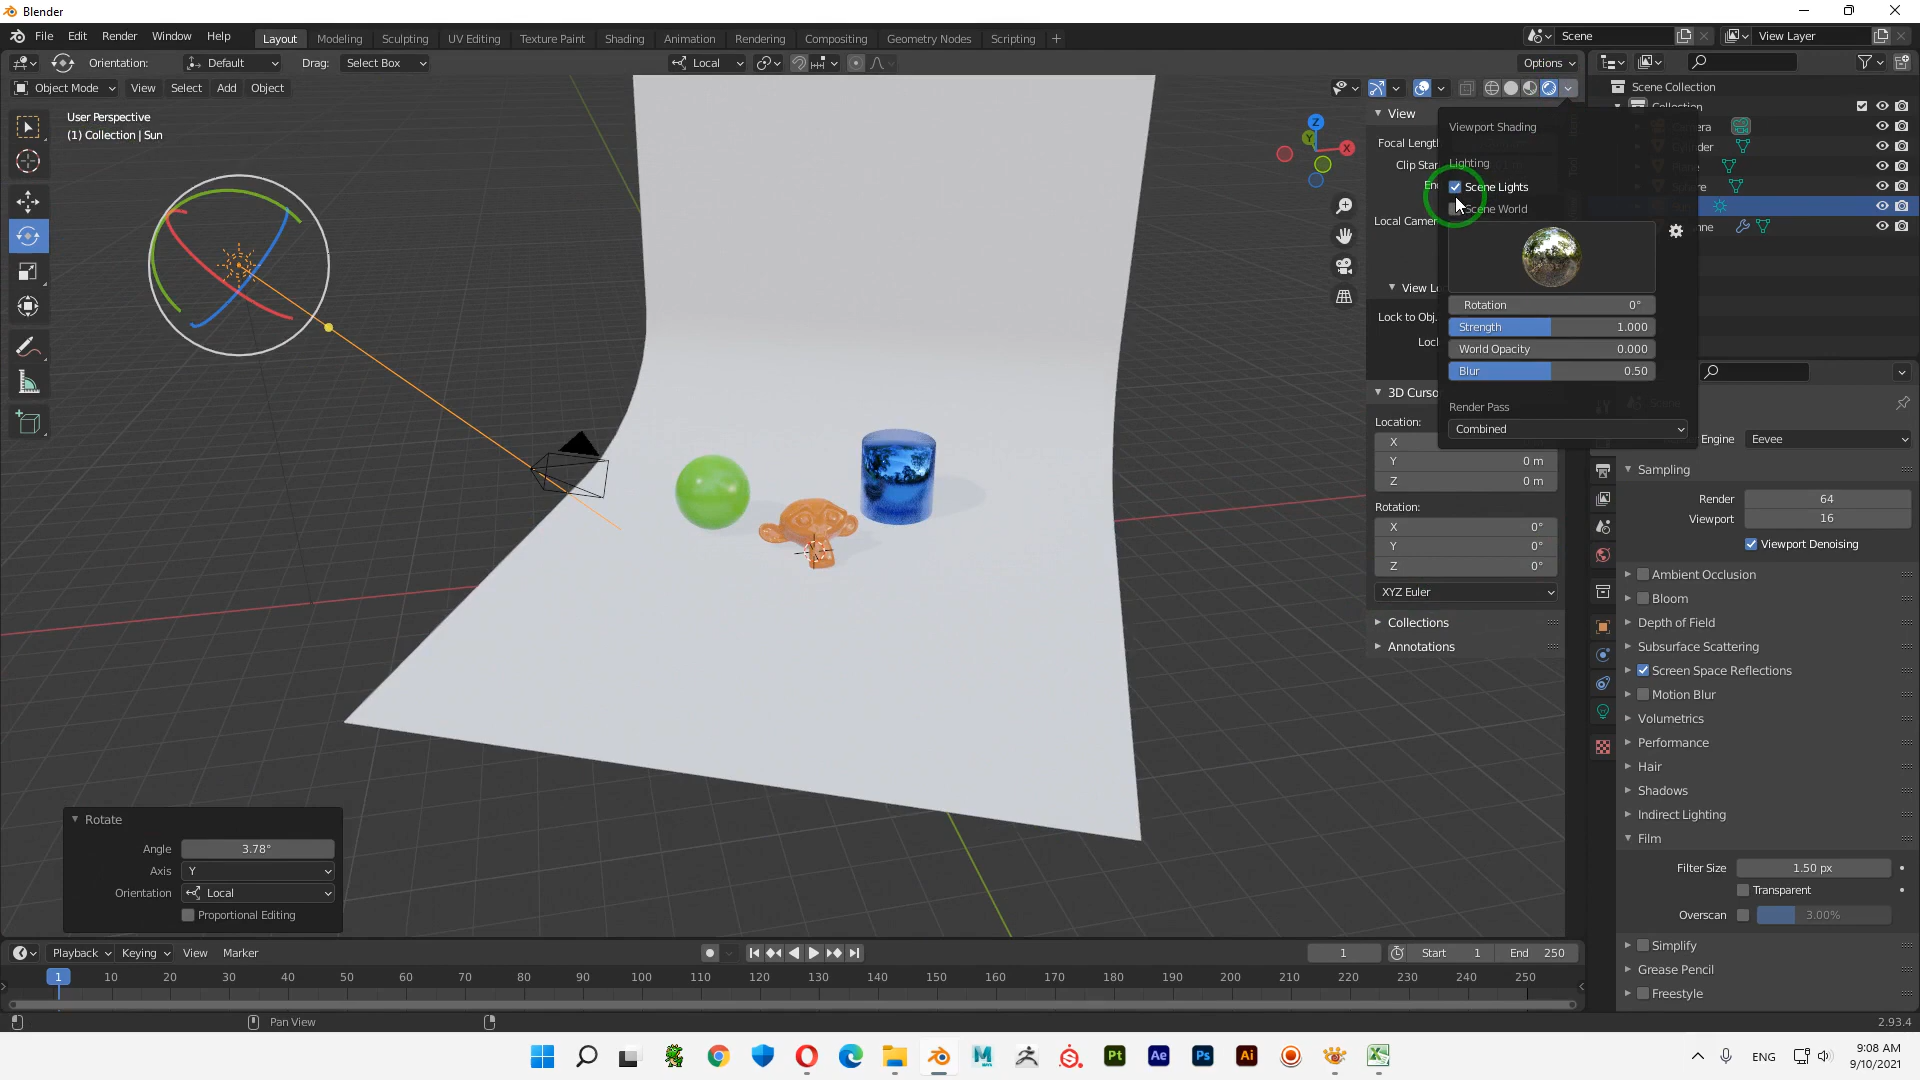 Blender
File Edit Render Window Help
Layout Modeling Sculpting UV Editing Texture Paint Shading Animation Rendering Compositing Geometry Nodes Scripting +
Scene
View Layer
Orientation: Default Drag: Select Box
Local
Options
Object Mode View Select Add Object
User Perspective
(1) Collection | Sun
Z
Y
X
View
Focal Length
Clip Star
En
Local Camer
View Lo
Lock to Obj.
Lock
3D Curso
Location:
X
Y 0 m
Z 0 m
Rotation:
X 0°
Y 0°
Z 0°
XYZ Euler
Collections
Annotations
Viewport Shading
Lighting
Scene Lights
Scene World
Rotation 0°
Strength 1.000
World Opacity 0.000
Blur 0.50
Render Pass
Combined
Scene Collection
Collection
Engine Eevee
Sampling
Render 64
Viewport 16
Viewport Denoising
Ambient Occlusion
Bloom
Depth of Field
Subsurface Scattering
Screen Space Reflections
Motion Blur
Volumetrics
Performance
Hair
Shadows
Indirect Lighting
Film
Filter Size 1.50 px
Transparent
Overscan 3.00%
Simplify
Grease Pencil
Freestyle
Rotate
Angle 3.78°
Axis Y
Orientation Local
Proportional Editing
Playback Keying View Marker
1 Start 1 End 250
1 10 20 30 40 50 60 70 80 90 100 110 120 130 140 150 160 170 180 190 200 210 220 230 240 250
Pan View
2.93.4
Pt Ae Ps Ai
ENG
9:08 AM
9/10/2021